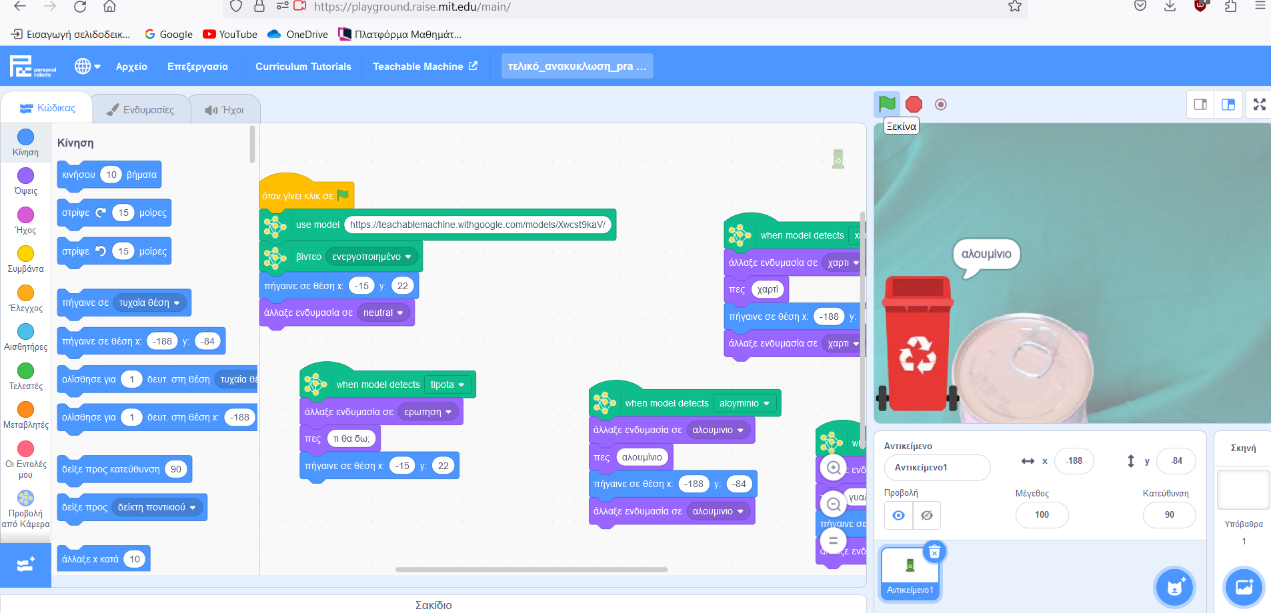 https://playground.raise.mit.edu/main/
Εισαγωγή σελιδοδεικ...
Google
YouTube
OneDrive
Πλατφόρμα Μαθημάτ...
personal robots
Αρχείο
Επεξεργασία
Curriculum Tutorials
Teachable Machine
τελικό_ανακυκλωση_pra ...
Κώδικας
Ενδυμασίες
Ήχοι
Ξεκίνα
Κίνηση
Όψεις
Ήχος
Συμβάντα
Έλεγχος
Αισθητήρες
Τελεστές
Μεταβλητές
Οι Εντολές μου
Προβολή από Κάμερα
Κίνηση
κινήσου 10 βήματα
στρίψε 15 μοίρες
στρίψε 15 μοίρες
πήγαινε σε τυχαία θέση
πήγαινε σε θέση x: -188 y: -84
ολίσθησε για 1 δευτ. στη θέση τυχαία θέ
ολίσθησε για 1 δευτ. στη θέση x: -188
δείξε προς κατεύθυνση 90
δείξε προς δείκτη ποντικιού
άλλαξε x κατά 10
όταν γίνει κλικ σε
use model https://teachablemachine.withgoogle.com/models/Xwcst9kaV/
βίντεο ενεργοποιημένο
πήγαινε σε θέση x: -15 y: 22
άλλαξε ενδυμασία σε neutral
when model detects tipota
άλλαξε ενδυμασία σε ερωτηση
πες τι θα δω;
πήγαινε σε θέση x: -15 y: 22
when model detects aloyminio
άλλαξε ενδυμασία σε αλουμινιο
πες αλουμίνιο
πήγαινε σε θέση x: -188 y: -84
άλλαξε ενδυμασία σε αλουμινιο
when model detects
άλλαξε ενδυμασία σε χαρτι
πες χαρτί
πήγαινε σε θέση x: -188 y:
άλλαξε ενδυμασία σε χαρτι
αλουμίνιο
Αντικείμενο
Αντικείμενο1
x -188
y -84
Προβολή
Μέγεθος
100
Κατεύθυνση
90
Αντικείμενο1
Σκηνή
Υπόβαθρα
1
Σακίδιο